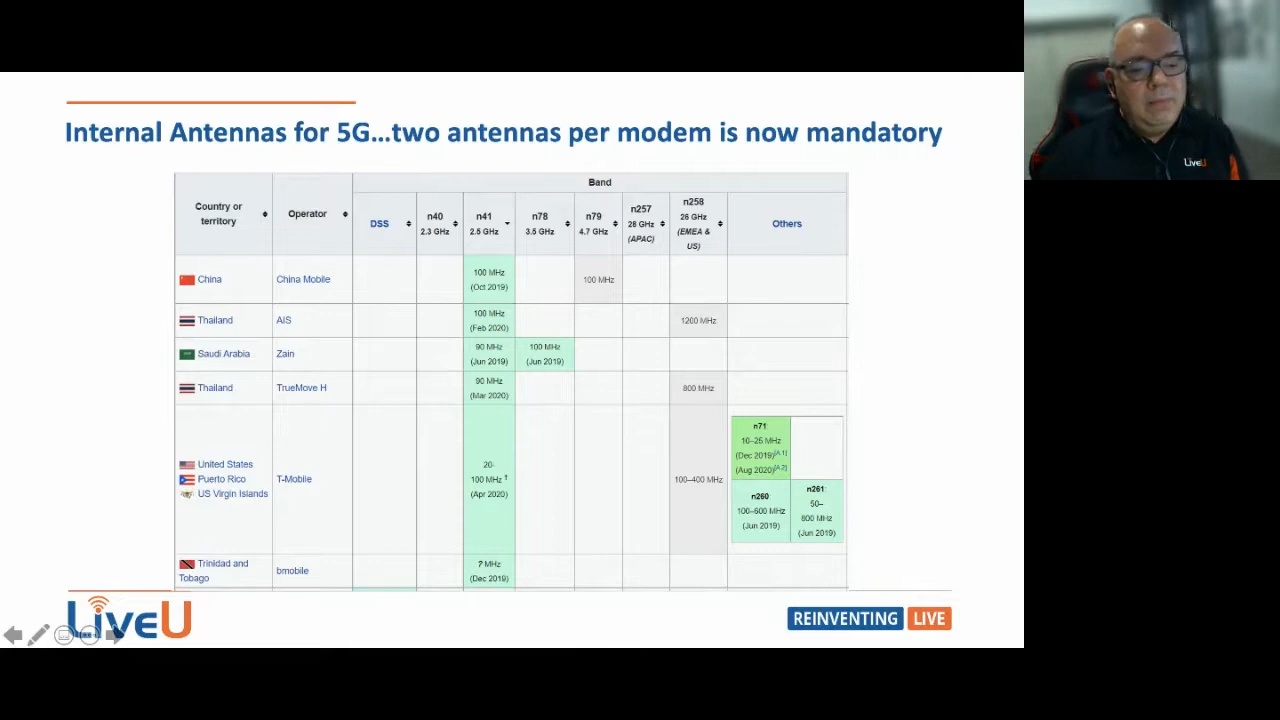 Internal Antennas for 5G...two antennas per modem is now mandatory
Country or
territory
Operator
Band
DSS
n40
2.3 GHz
n41
2.5 GHz
n78
3.5 GHz
n79
4.7 GHz
n257
28 GHz
(APAC)
n258
26 GHz
(EMEA &
US)
Others
China
China Mobile
100 MHz
(Oct 2019)
100 MHz
Thailand
AIS
100 MHz
(Feb 2020)
1200 MHz
Saudi Arabia
Zain
90 MHz
(Jun 2019)
100 MHz
(Jun 2019)
Thailand
TrueMove H
90 MHz
(Mar 2020)
800 MHz
United States
Puerto Rico
US Virgin Islands
T-Mobile
20-
100 MHz †
(Apr 2020)
100–400 MHz
n71:
10–25 MHz
(Dec 2019)[A 1]
(Aug 2020)[A 2]
n260
100–600 MHz
(Jun 2019)
n261:
50–
800 MHz
(Jun 2019)
Trinidad and
Tobago
bmobile
? MHz
(Dec 2019)
LiveU
REINVENTING LIVE
LiveU